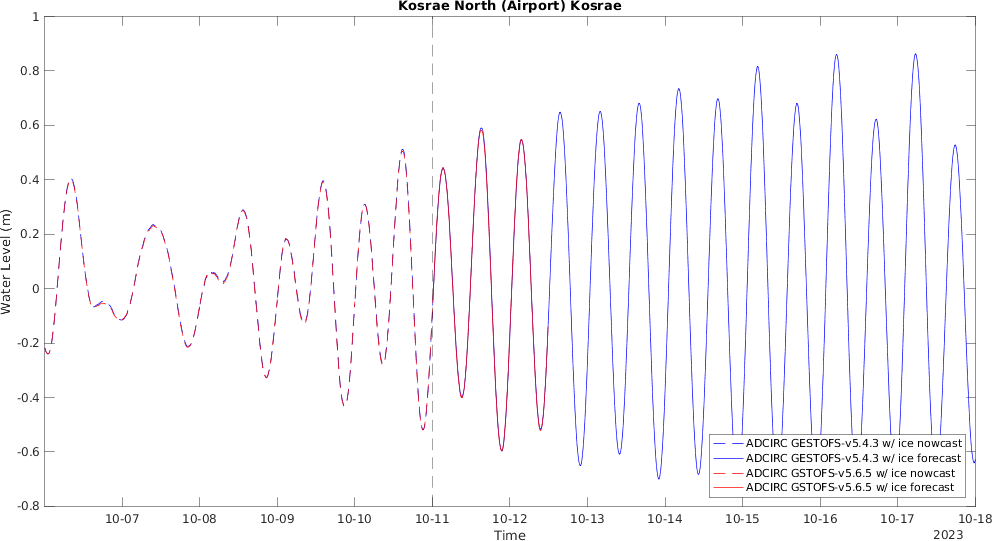 Kosrae North (Airport) Kosrae
Water Level (m)
1
0.8
0.6
0.4
0.2
0
-0.2
-0.4
-0.6
-0.8
ADCIRC GESTOFS-v5.4.3 w/ ice nowcast
ADCIRC GESTOFS-v5.4.3 w/ ice forecast
ADCIRC GSTOFS-v5.6.5 w/ ice nowcast
ADCIRC GSTOFS-v5.6.5 w/ ice forecast
10-07 10-08 10-09 10-10 10-11 10-12 10-13 10-14 10-15 10-16 10-17 10-18
Time
2023